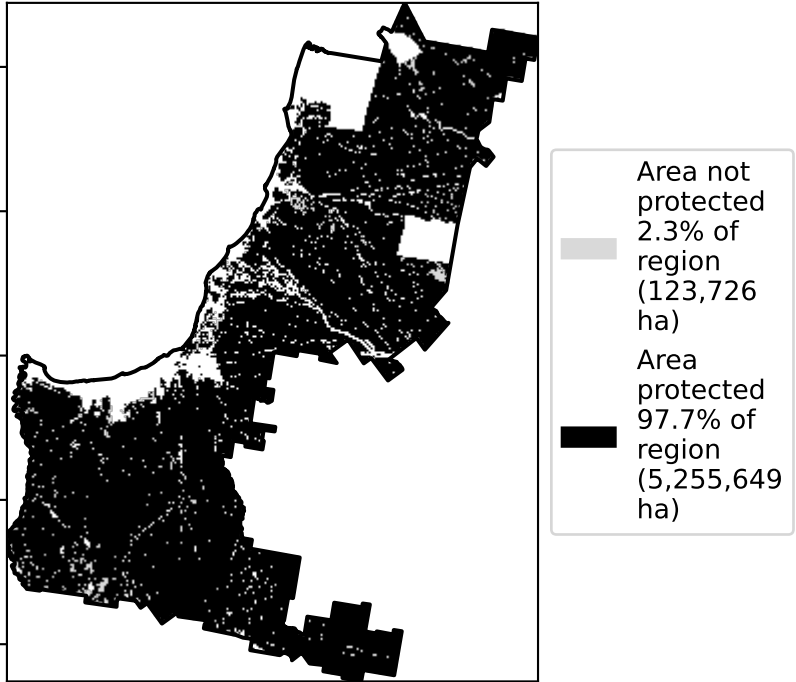 Area not
protected
2.3% of
region
(123,726
ha)
Area
protected
97.7% of
region
(5,255,649
ha)